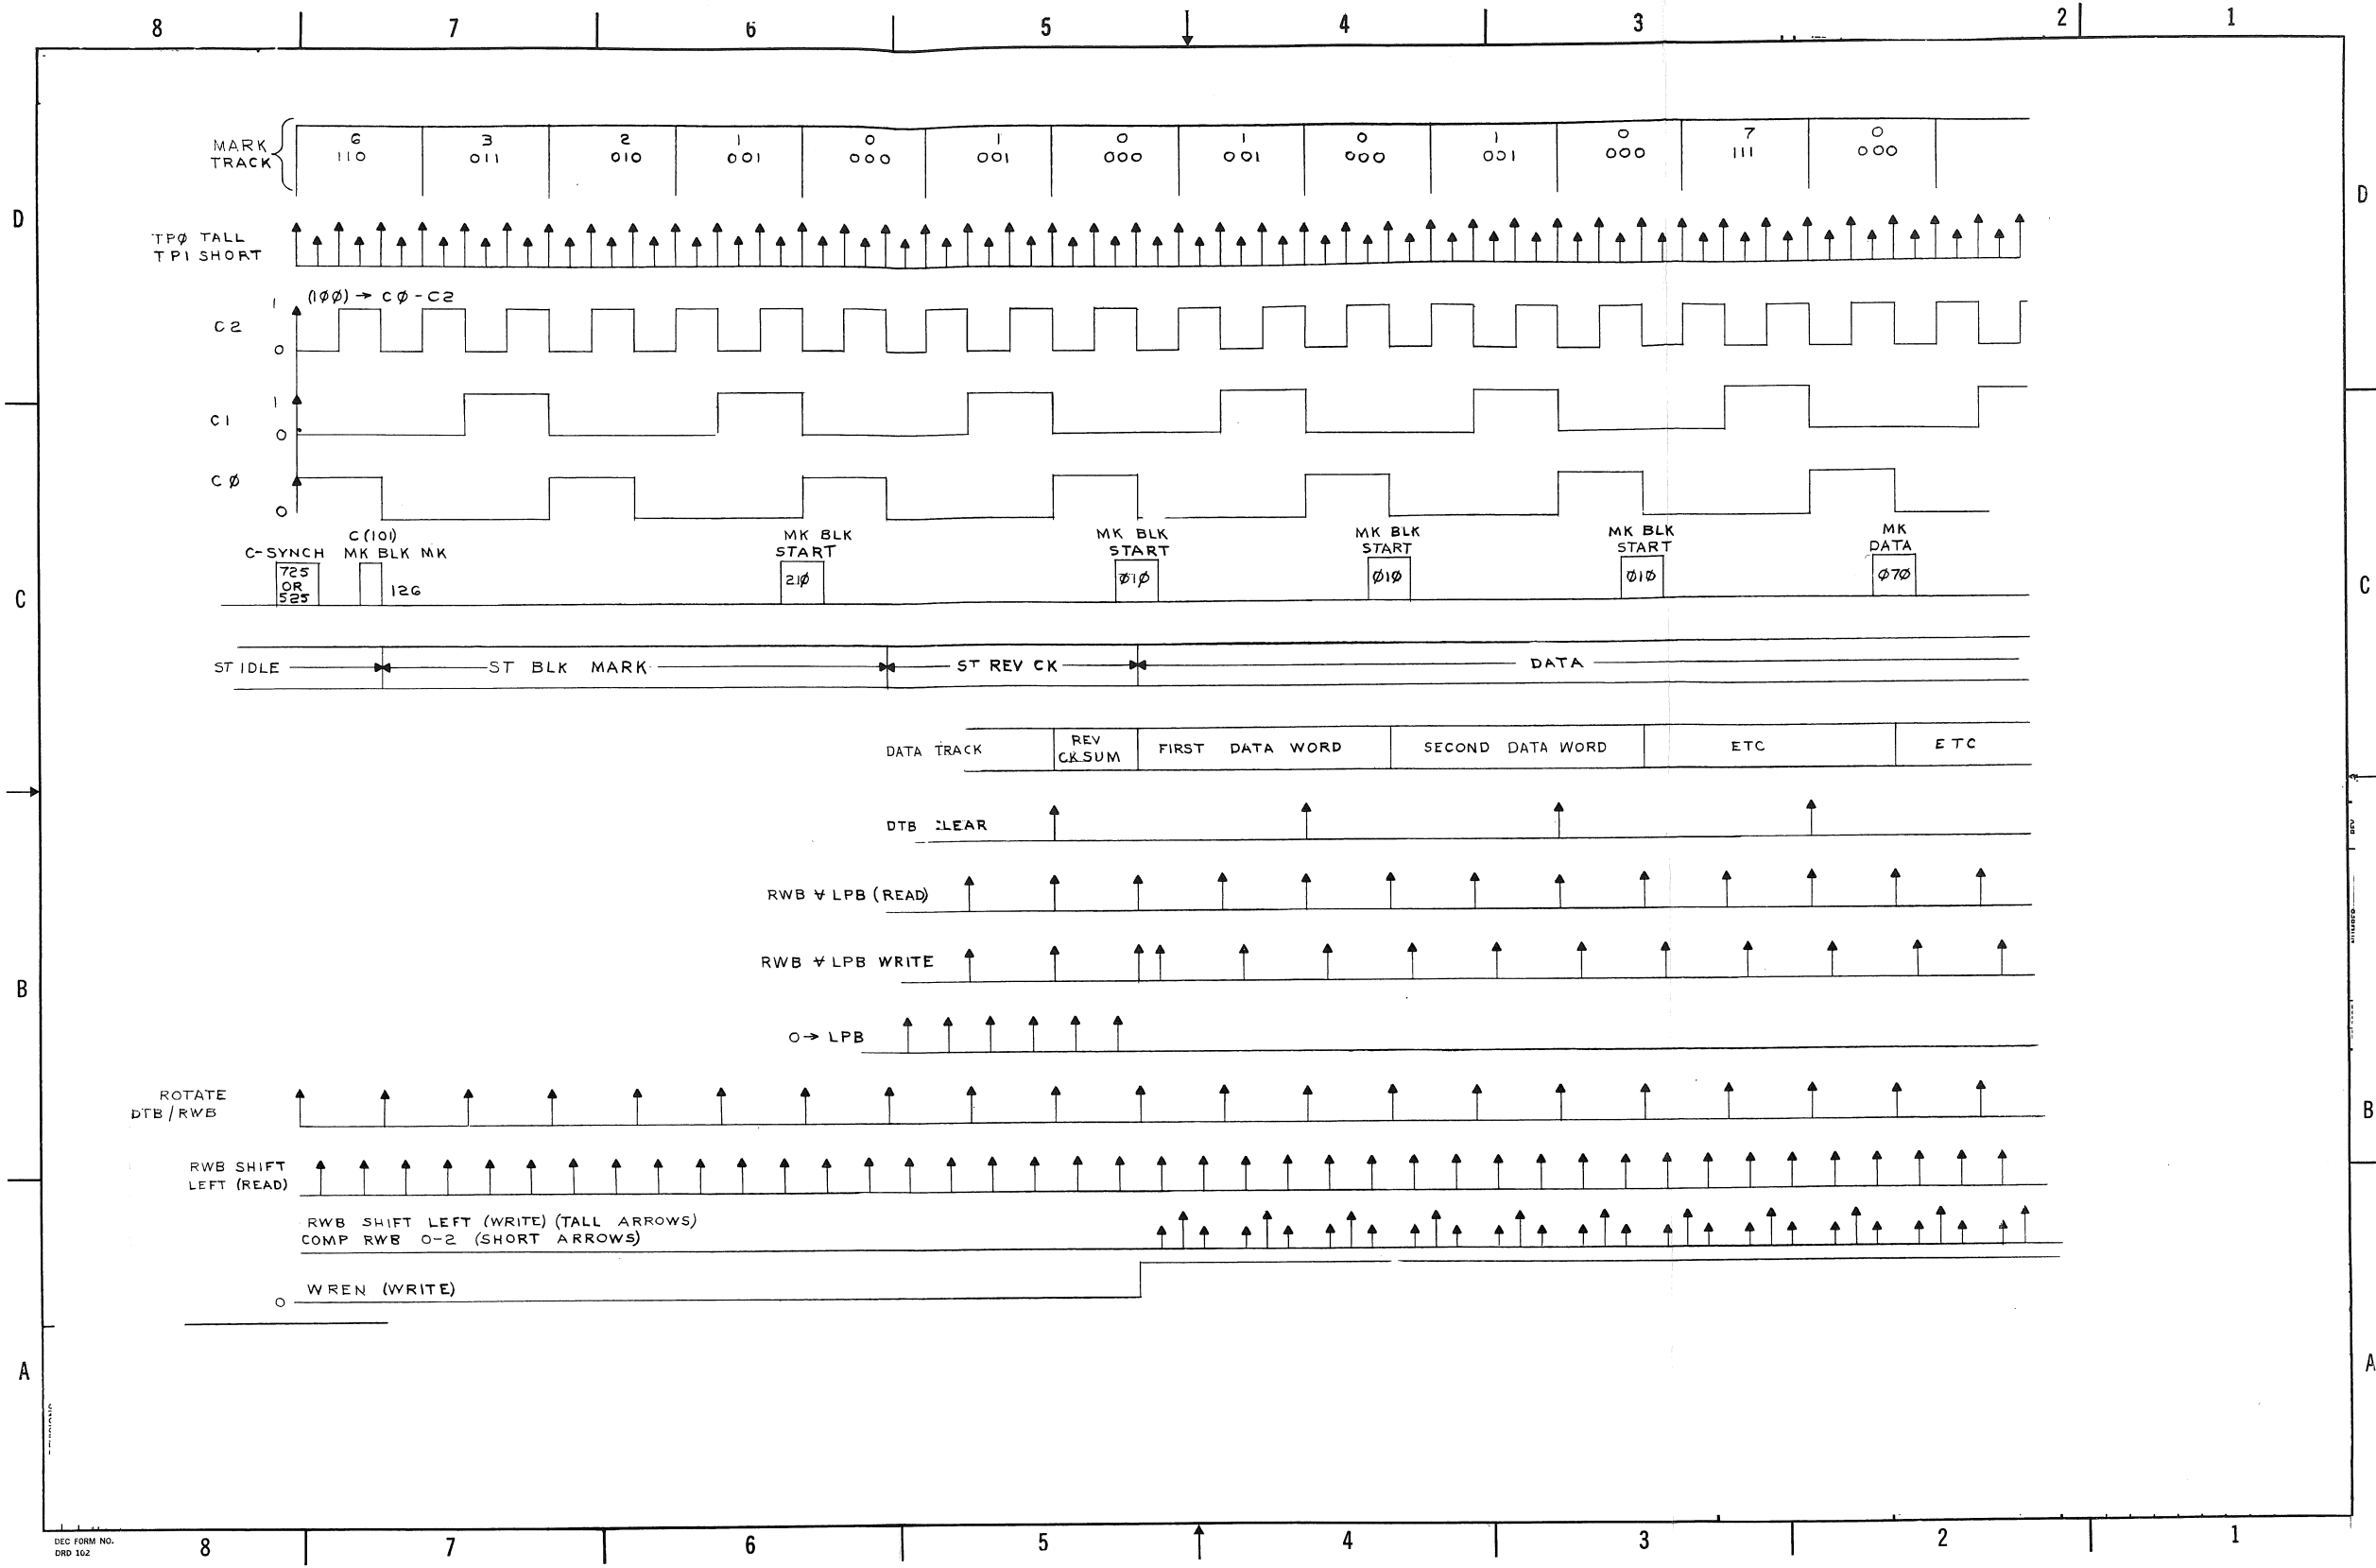 8 7 6 5 4 3 2 1
MARK TRACK
6 3 2 1 0 1 0 1 0 1 0 7 0
110 011 010 001 000 001 000 001 000 001 000 111 000
D D
TPØ TALL
TP1 SHORT
(1ØØ) → CØ - C2
C2 1 0
C1 1 0
CØ 0
C-SYNCH
725
OR
525
C(101)
MK BLK MK
126
MK BLK
START
210
MK BLK
START
Ø1Ø
MK BLK
START
Ø1Ø
MK BLK
START
Ø1Ø
MK
DATA
Ø7Ø
C C
ST IDLE ST BLK MARK ST REV CK DATA
DATA TRACK
REV
CKSUM
FIRST DATA WORD SECOND DATA WORD ETC ETC
DTB CLEAR
RWB ∀ LPB (READ)
RWB ∀ LPB WRITE
B B
0→ LPB
ROTATE
DTB/RWB
RWB SHIFT
LEFT (READ)
RWB SHIFT LEFT (WRITE) (TALL ARROWS)
COMP RWB 0-2 (SHORT ARROWS)
WREN (WRITE)
0
A A
DEC FORM NO.
DRD 102
8 7 6 5 4 3 2 1